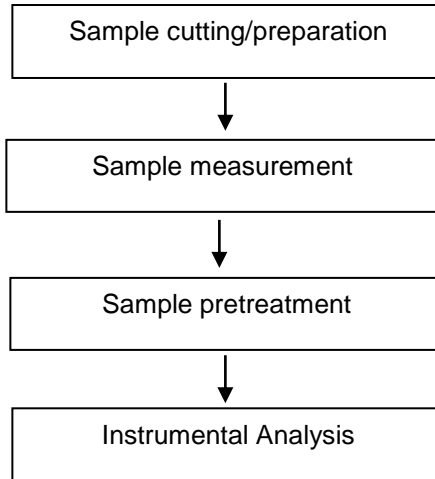 Sample cutting/preparation
Sample measurement
Sample pretreatment
Instrumental Analysis